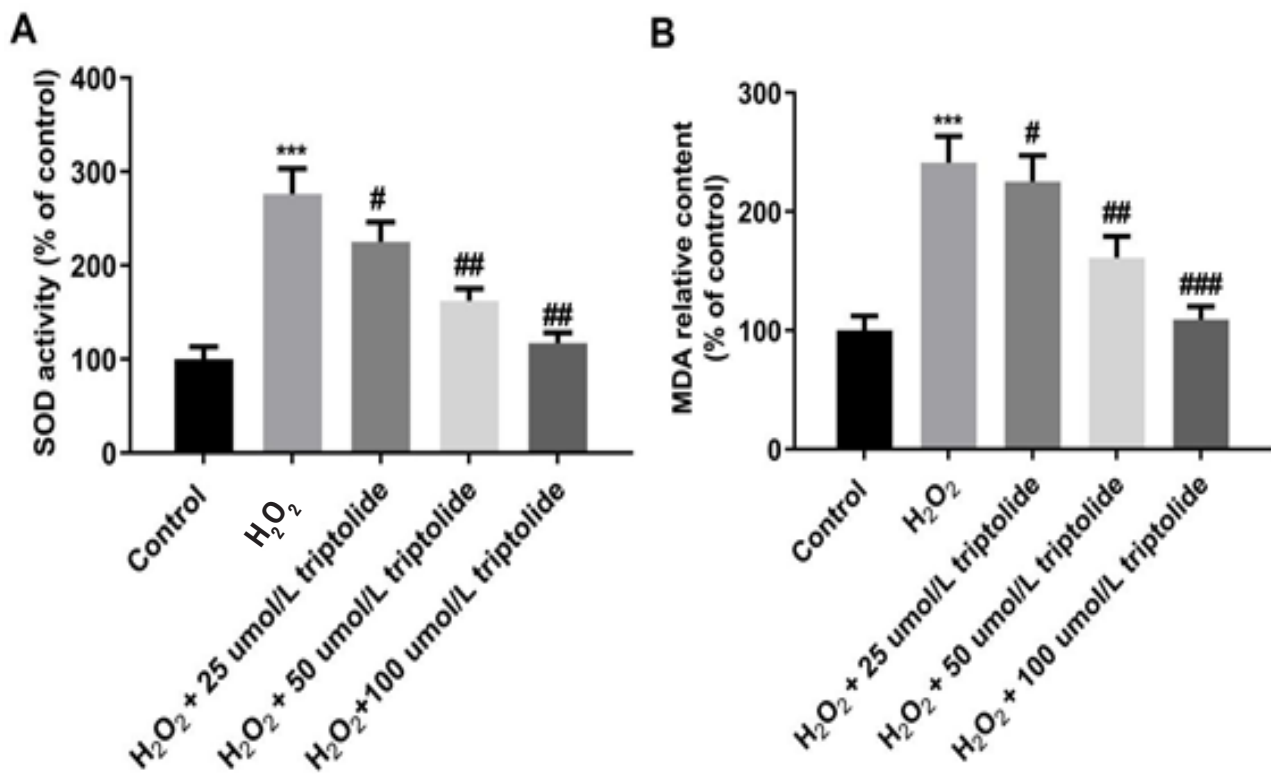 A
SOD activity (% of control)
400
300
200
100
0
***
#
##
##
Control
H₂O₂
H₂O₂ + 25 umol/L triptolide
H₂O₂ + 50 umol/L triptolide
H₂O₂+100 umol/L triptolide
B
MDA relative content
(% of control)
300
200
100
0
***
#
##
###
Control
H₂O₂
H₂O₂ + 25 umol/L triptolide
H₂O₂ + 50 umol/L triptolide
H₂O₂ + 100 umol/L triptolide